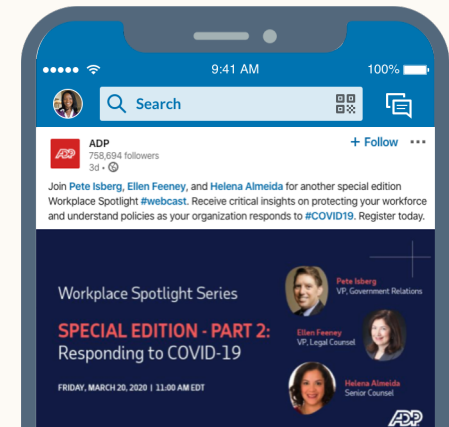 9:41 AM
100%
Search
ADP
ADP
758,694 followers
3d •
+ Follow
Join Pete Isberg, Ellen Feeney, and Helena Almeida for another special edition
Workplace Spotlight #webcast. Receive critical insights on protecting your workforce
and understand policies as your organization responds to #COVID19. Register today.
Workplace Spotlight Series
SPECIAL EDITION - PART 2:
Responding to COVID-19
FRIDAY, MARCH 20, 2020 | 11:00 AM EDT
Pete Isberg
VP, Government Relations
Ellen Feeney
VP, Legal Counsel
Helena Almeida
Senior Counsel
ADP